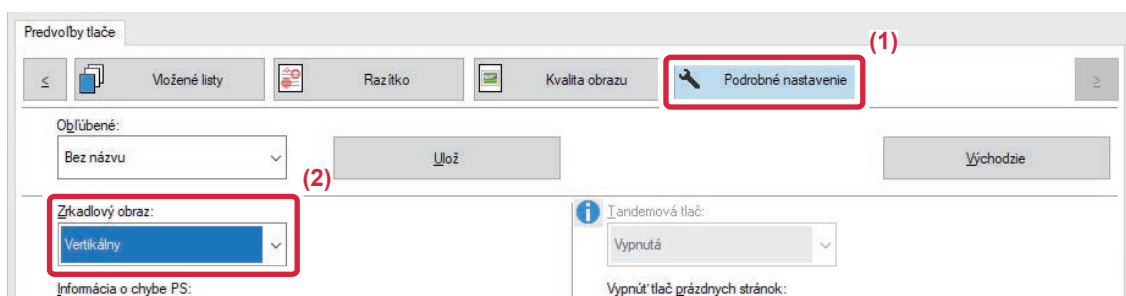 Predvoľby tlače
(1)
< Vložené listy Razítko Kvalita obrazu Podrobné nastavenie >
Obľúbené:
Bez názvu Ulož Východzie
(2)
Zrkadlový obraz: Tandemová tlač:
Vertikálny Vypnutá
Informácia o chybe PS: Vypnúť tlač prázdnych stránok: